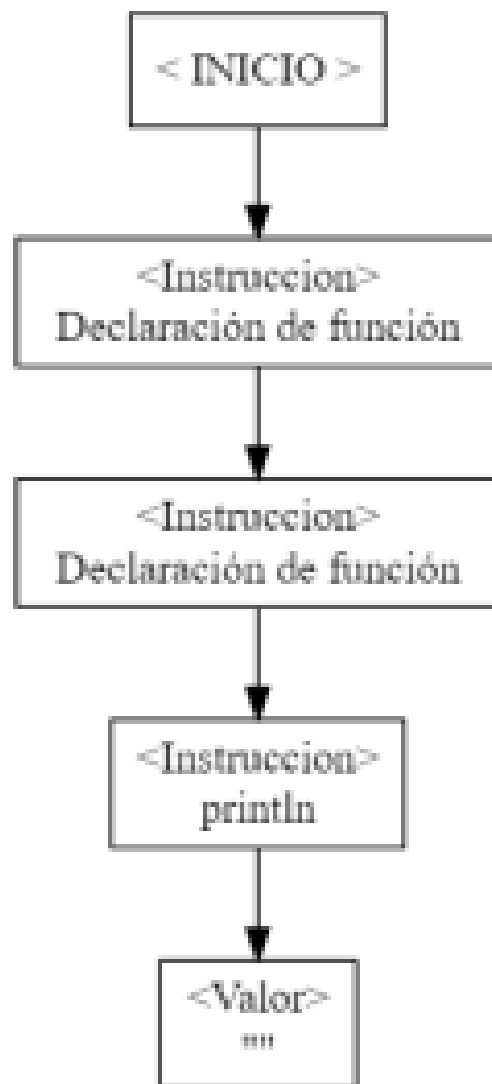 < INICIO >
<Instruccion>
Declaración de función
<Instruccion>
Declaración de función
<Instruccion>
println
<Valor>
""